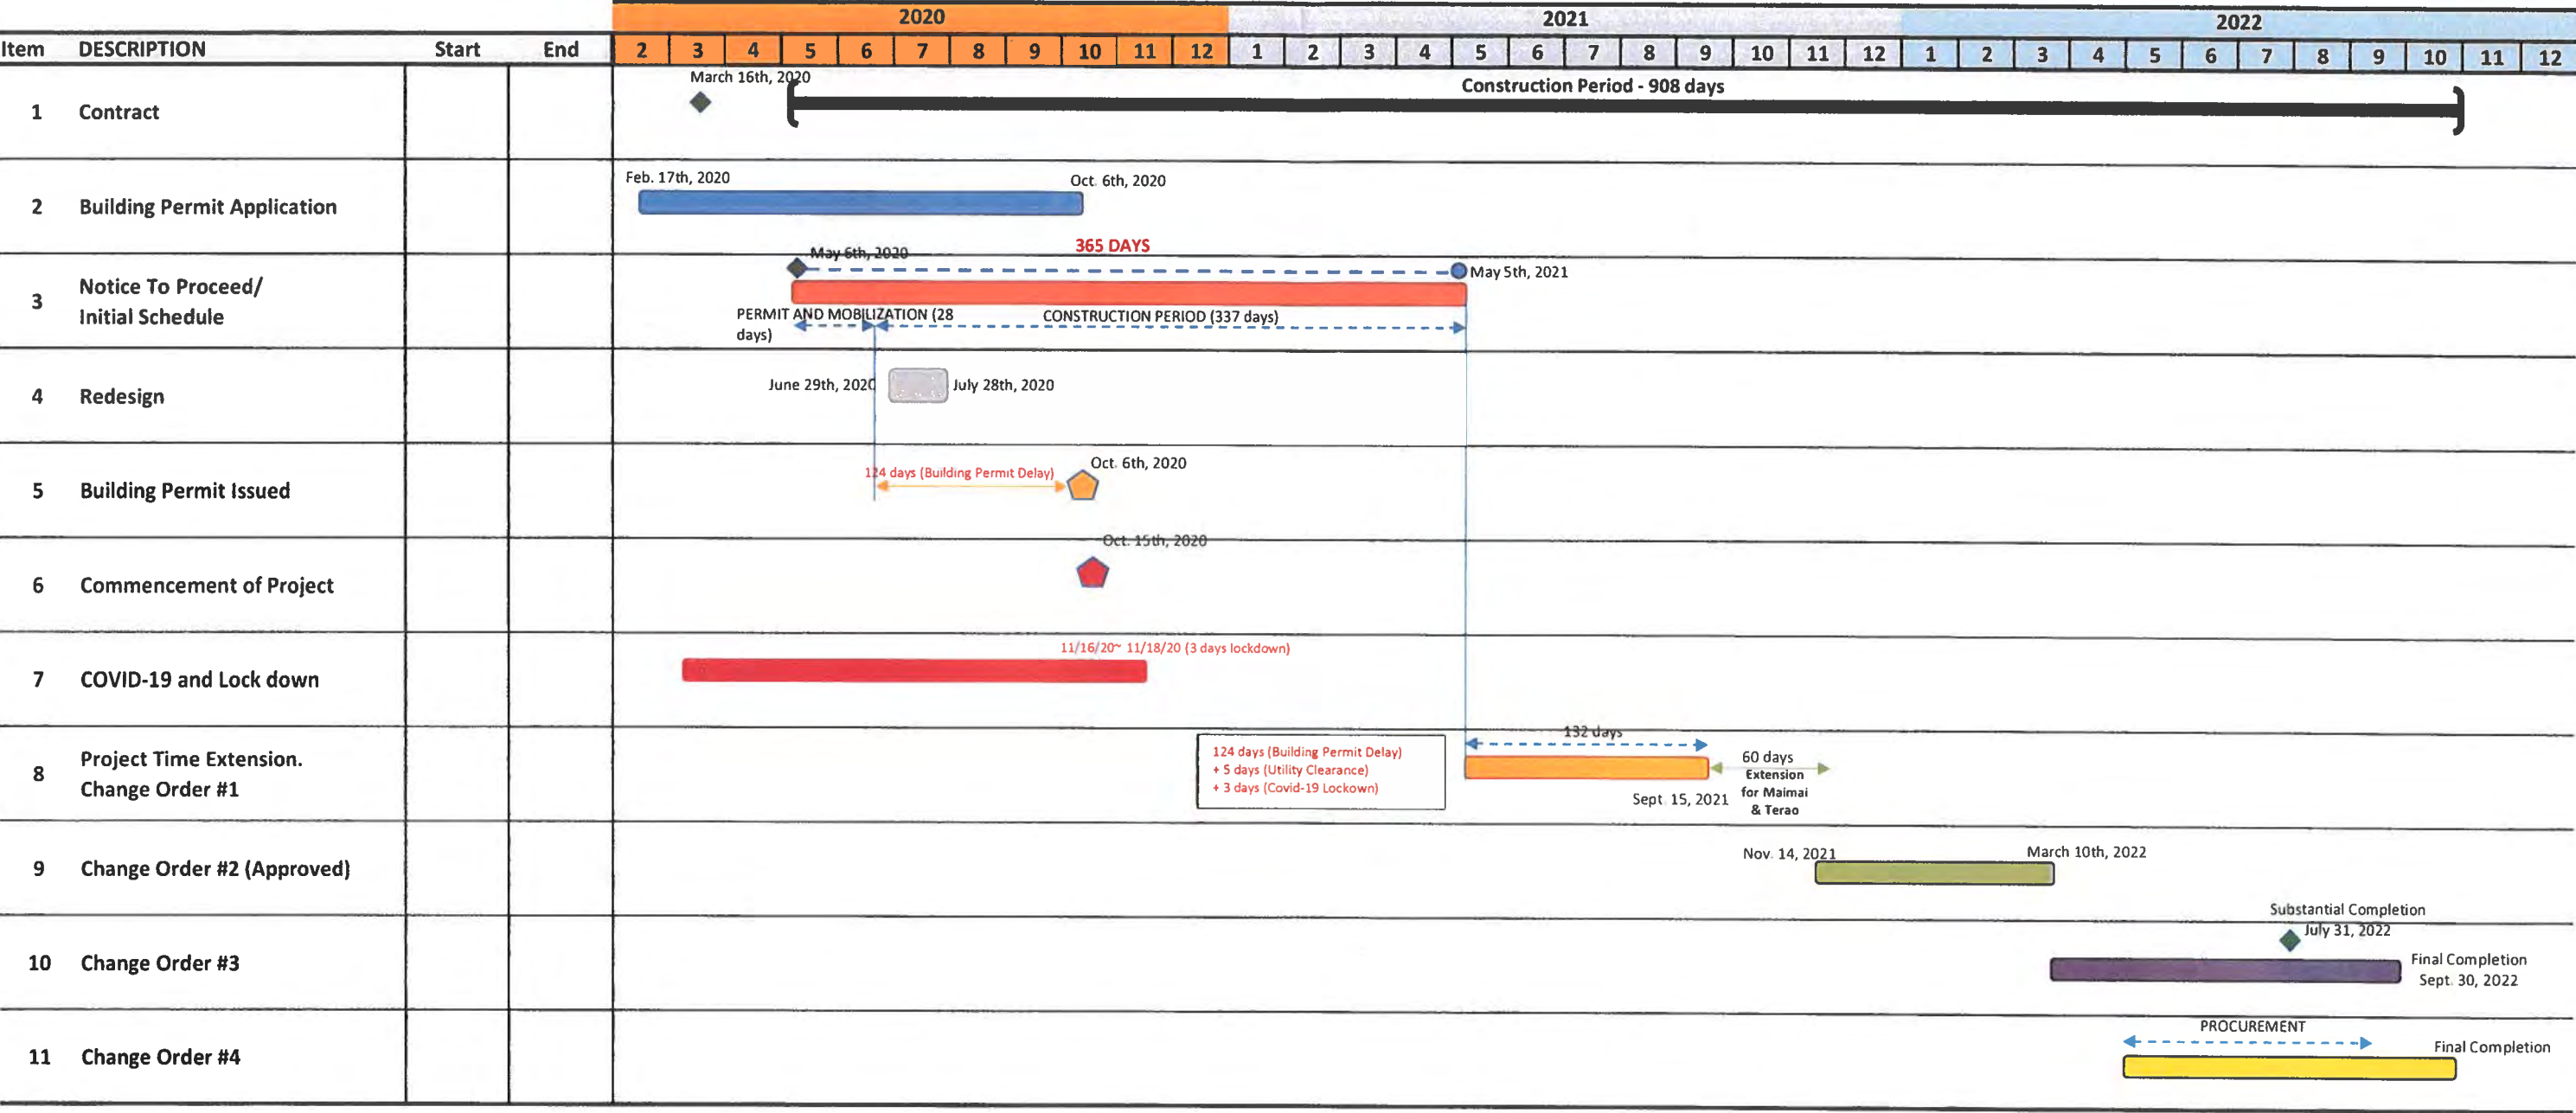 2020 2021 2022
Item DESCRIPTION Start End 2 3 4 5 6 7 8 9 10 11 12 1 2 3 4 5 6 7 8 9 10 11 12 1 2 3 4 5 6 7 8 9 10 11 12
March 16th, 2020
Construction Period - 908 days
1 Contract
Feb. 17th, 2020
Oct. 6th, 2020
2 Building Permit Application
365 DAYS
May 6th, 2020
May 5th, 2021
3 Notice To Proceed/
Initial Schedule
PERMIT AND MOBILIZATION (28
days)
CONSTRUCTION PERIOD (337 days)
4 Redesign
June 29th, 2020
July 28th, 2020
Oct. 6th, 2020
124 days (Building Permit Delay)
5 Building Permit Issued
Oct. 15th, 2020
6 Commencement of Project
11/16/20~ 11/18/20 (3 days lockdown)
7 COVID-19 and Lock down
132 days
8 Project Time Extension.
Change Order #1
124 days (Building Permit Delay)
+ 5 days (Utility Clearance)
+ 3 days (Covid-19 Lockown)
Sept. 15, 2021
60 days
Extension
for Maimai
& Terao
9 Change Order #2 (Approved)
Nov. 14, 2021
March 10th, 2022
Substantial Completion
July 31, 2022
10 Change Order #3
Final Completion
Sept. 30, 2022
PROCUREMENT
11 Change Order #4
Final Completion